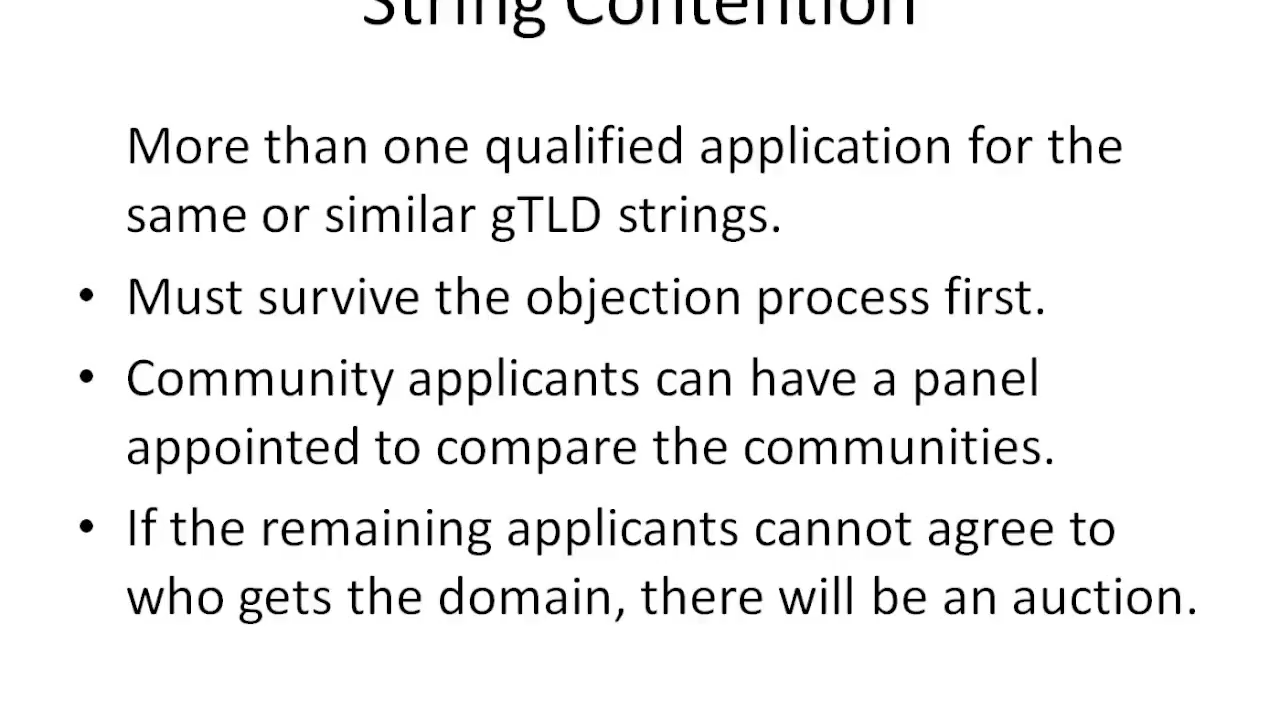 String Contention
More than one qualified application for the
same or similar gTLD strings.
• Must survive the objection process first.
• Community applicants can have a panel
appointed to compare the communities.
• If the remaining applicants cannot agree to
who gets the domain, there will be an auction.